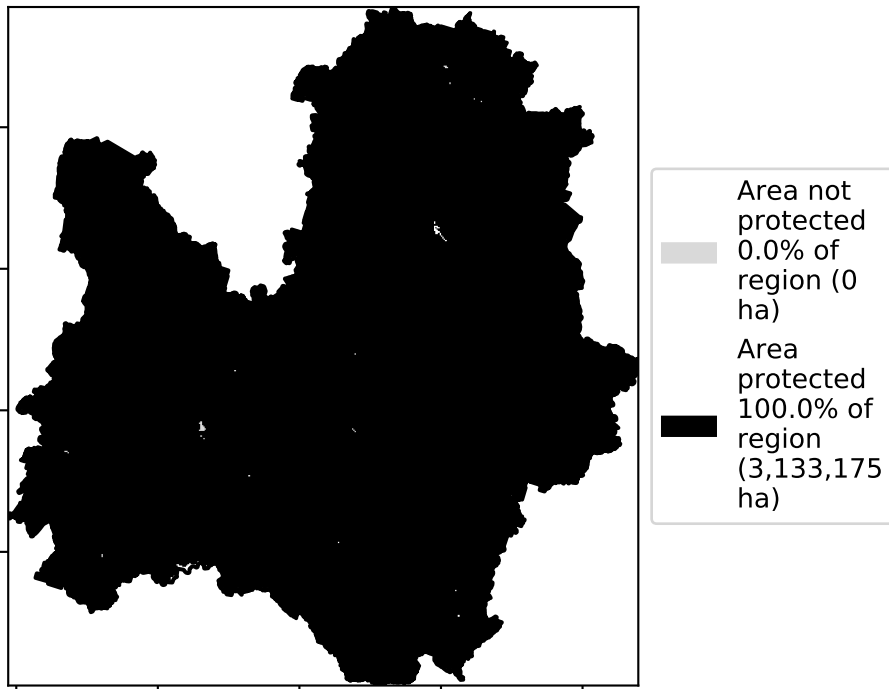 Area not
protected
0.0% of
region (0
ha)
Area
protected
100.0% of
region
(3,133,175
ha)